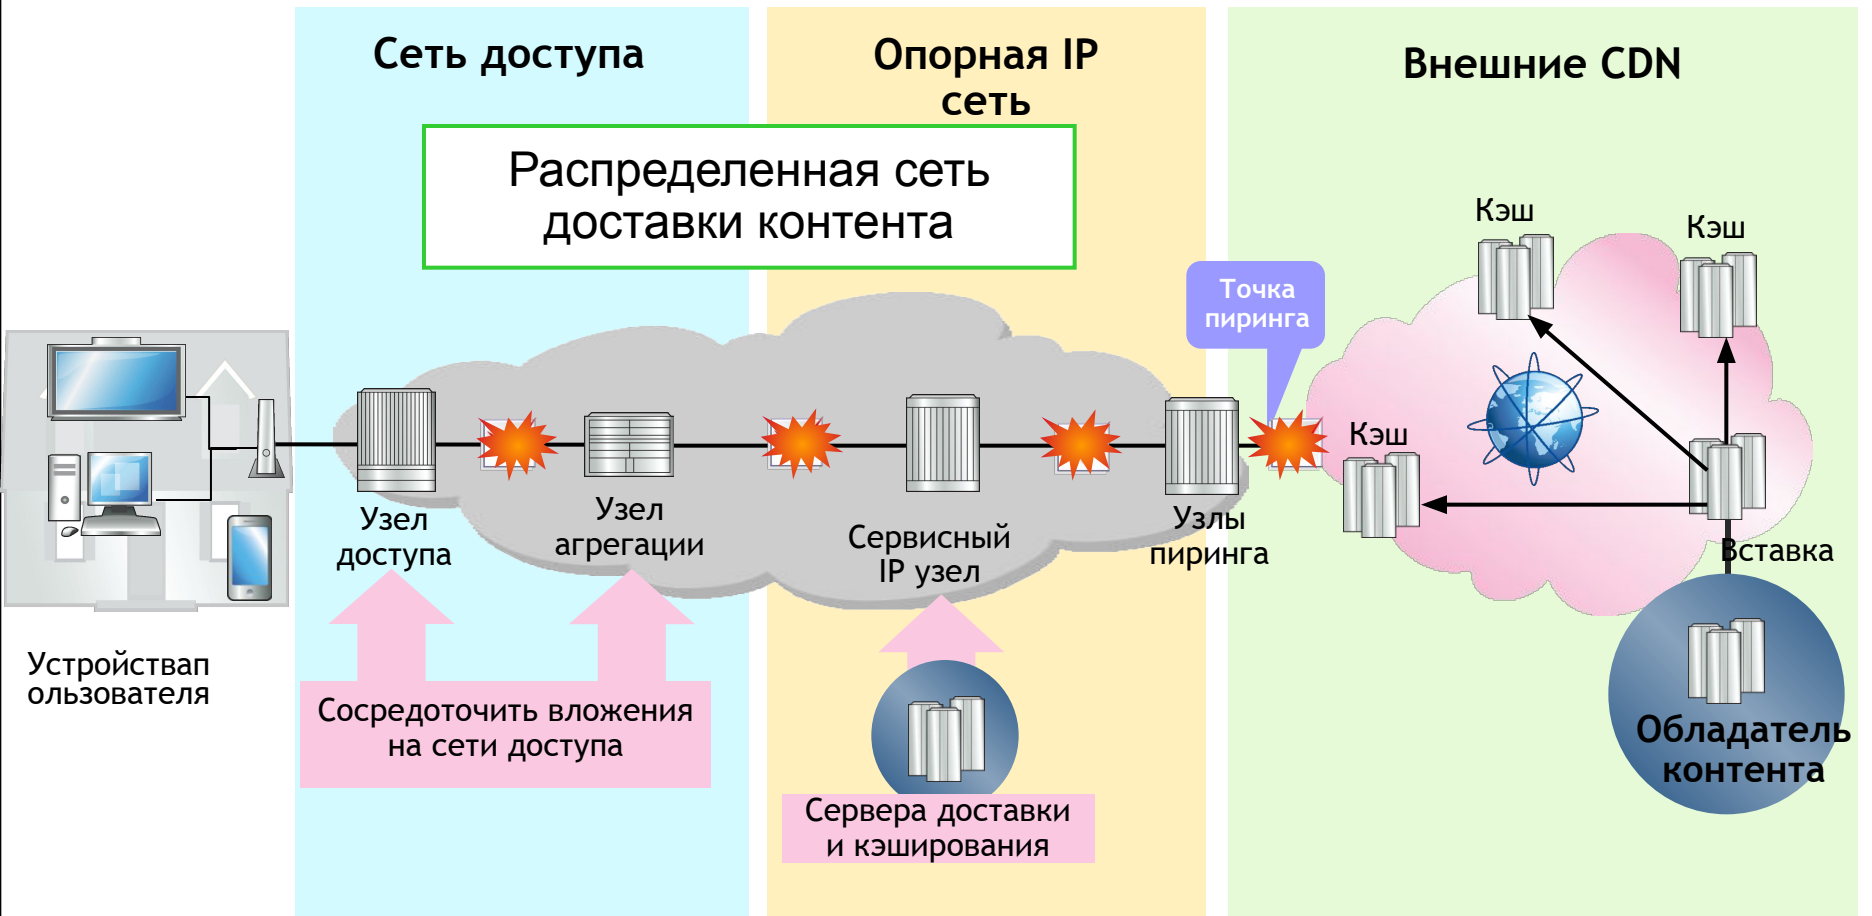 Сеть доступа
Опорная IP
сеть
Внешние CDN
Распределенная сеть
доставки контента
Кэш
Кэш
Точка
пиринга
Кэш
Узел
доступа
Узел
агрегации
Сервисный
IP узел
Узлы
пиринга
Вставка
Устройствап
ользователя
Сосредоточить вложения
на сети доступа
Обладатель
контента
Сервера доставки
и кэширования